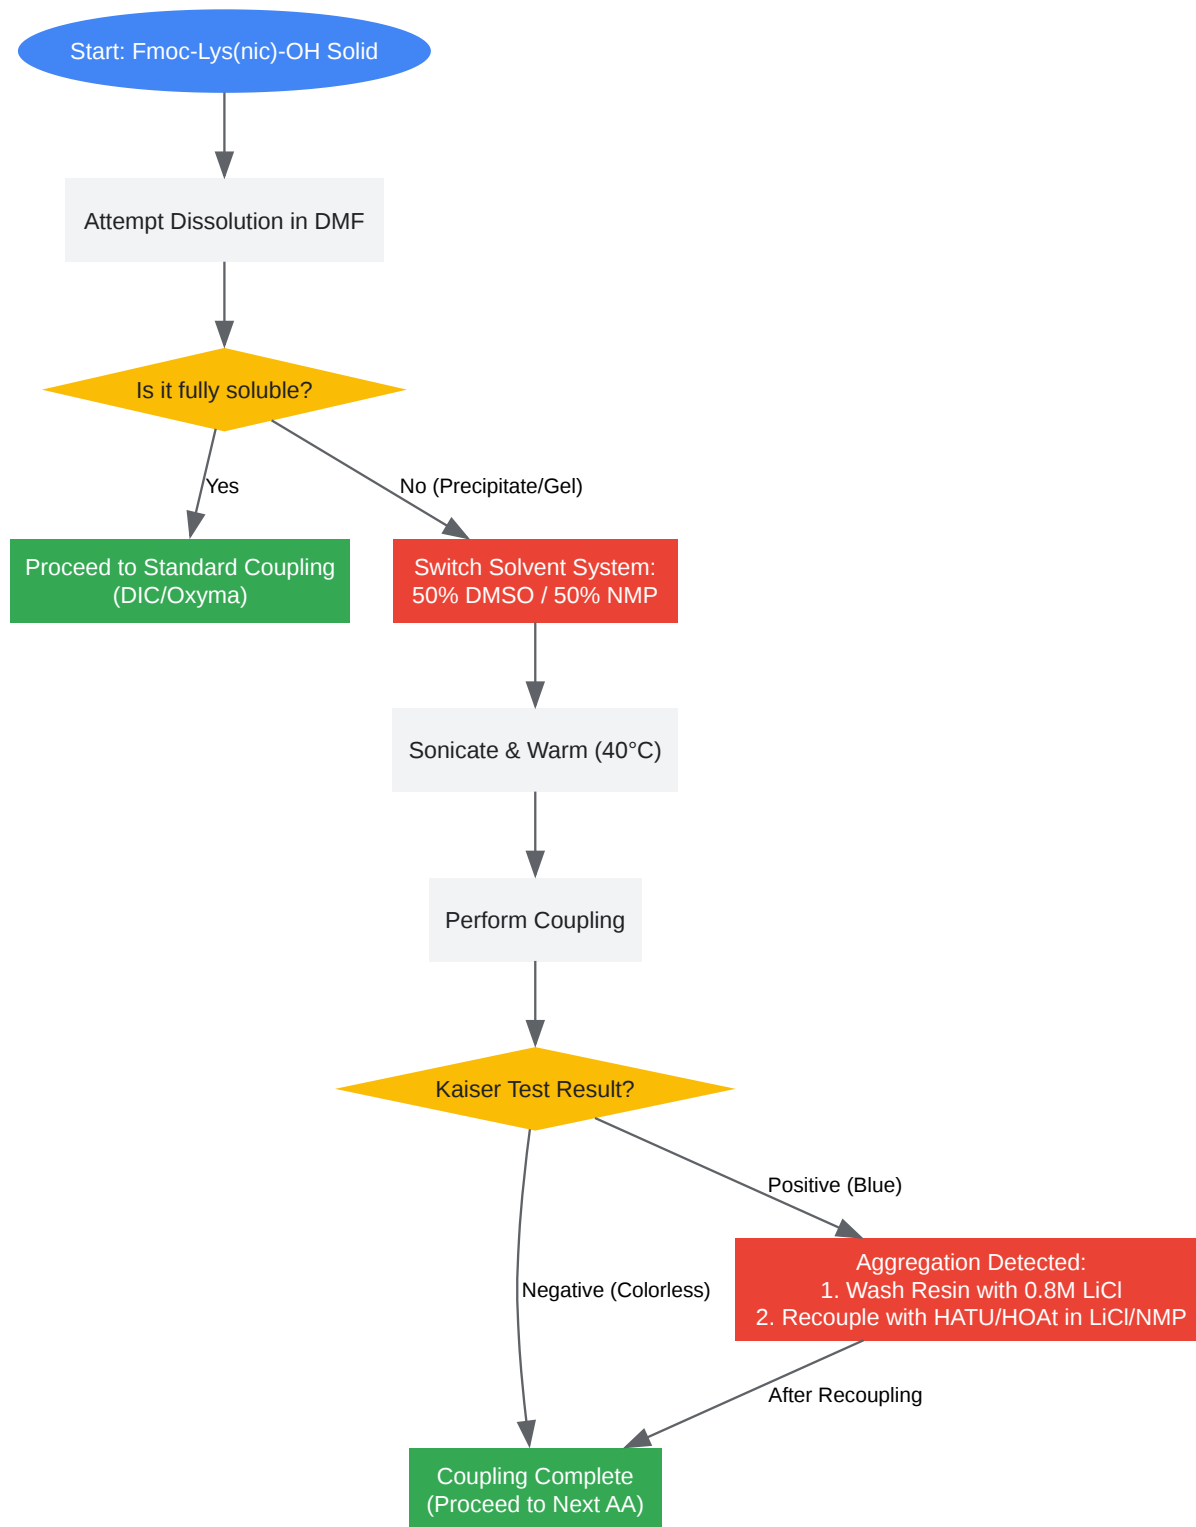 Start: Fmoc-Lys(nic)-OH Solid
Attempt Dissolution in DMF
Is it fully soluble?
Yes
No (Precipitate/Gel)
Proceed to Standard Coupling
(DIC/Oxyma)
Switch Solvent System:
50% DMSO / 50% NMP
Sonicate & Warm (40°C)
Perform Coupling
Kaiser Test Result?
Positive (Blue)
Negative (Colorless)
Aggregation Detected:
1. Wash Resin with 0.8M LiCl
2. Recouple with HATU/HOAt in LiCl/NMP
After Recoupling
Coupling Complete
(Proceed to Next AA)